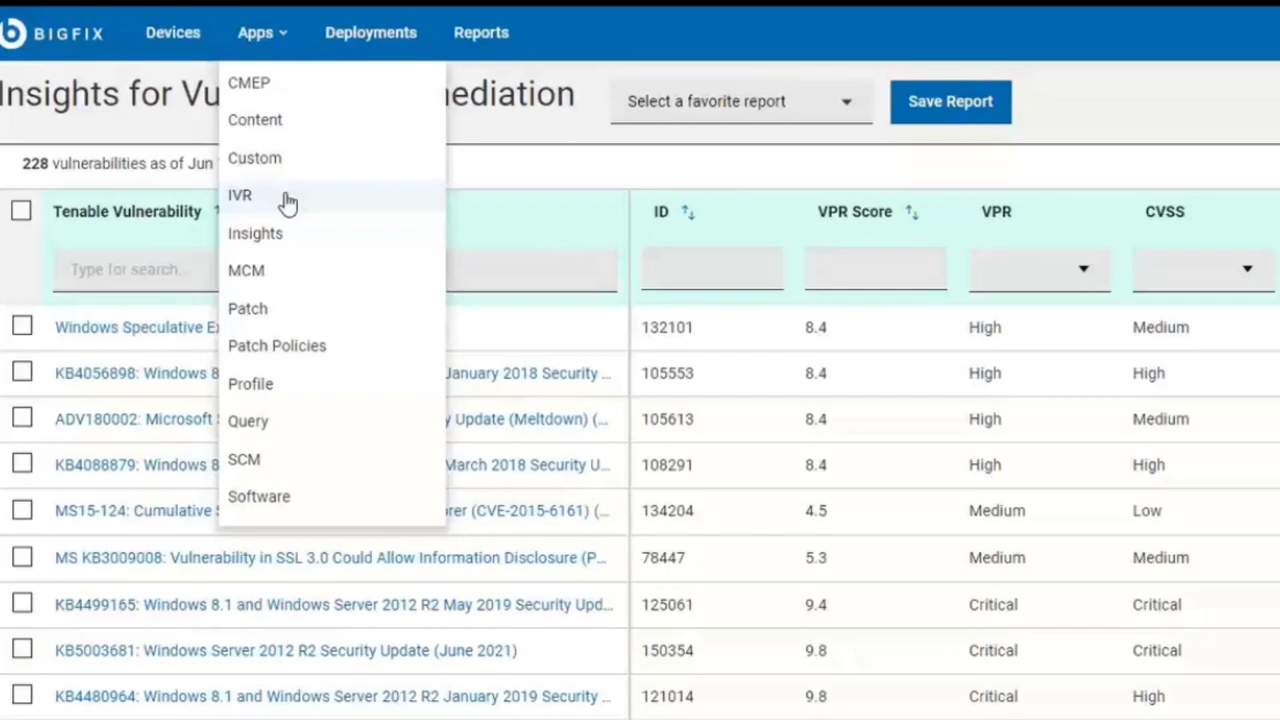 BIGFIX Devices Apps Deployments Reports
CMEP
Content
Custom
IVR
Insights
MCM
Patch
Patch Policies
Profile
Query
SCM
Software
Insights for Vu ediation Select a favorite report Save Report
228 vulnerabilities as of Jun
Tenable Vulnerability ID VPR Score VPR CVSS
Type for search..
Windows Speculative E 132101 8.4 High Medium
KB4056898: Windows 8 January 2018 Security ... 105553 8.4 High High
ADV180002: Microsoft Update (Meltdown) (... 105613 8.4 High Medium
KB4088879: Windows 8 March 2018 Security U... 108291 8.4 High High
MS15-124: Cumulative rer (CVE-2015-6161) (... 134204 4.5 Medium Low
MS KB3009008: Vulnerability in SSL 3.0 Could Allow Information Disclosure (P... 78447 5.3 Medium Medium
KB4499165: Windows 8.1 and Windows Server 2012 R2 May 2019 Security Upd... 125061 9.4 Critical Critical
KB5003681: Windows Server 2012 R2 Security Update (June 2021) 150354 9.8 Critical Critical
KB4480964: Windows 8.1 and Windows Server 2012 R2 January 2019 Security ... 121014 9.8 Critical High